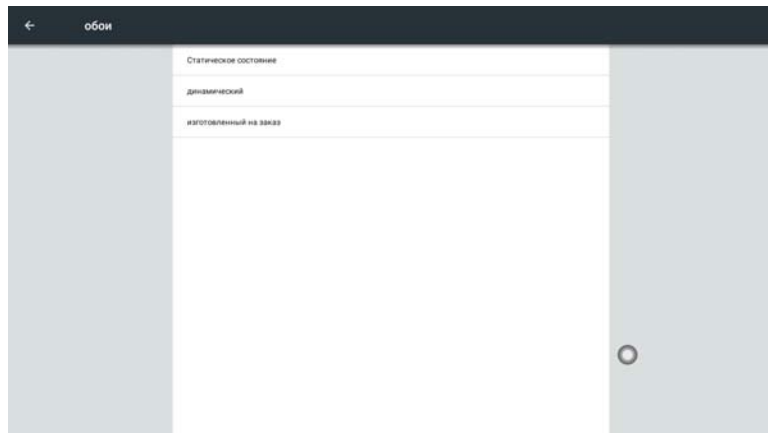 обои
Статическое состояние
динамический
изготовленный на заказ